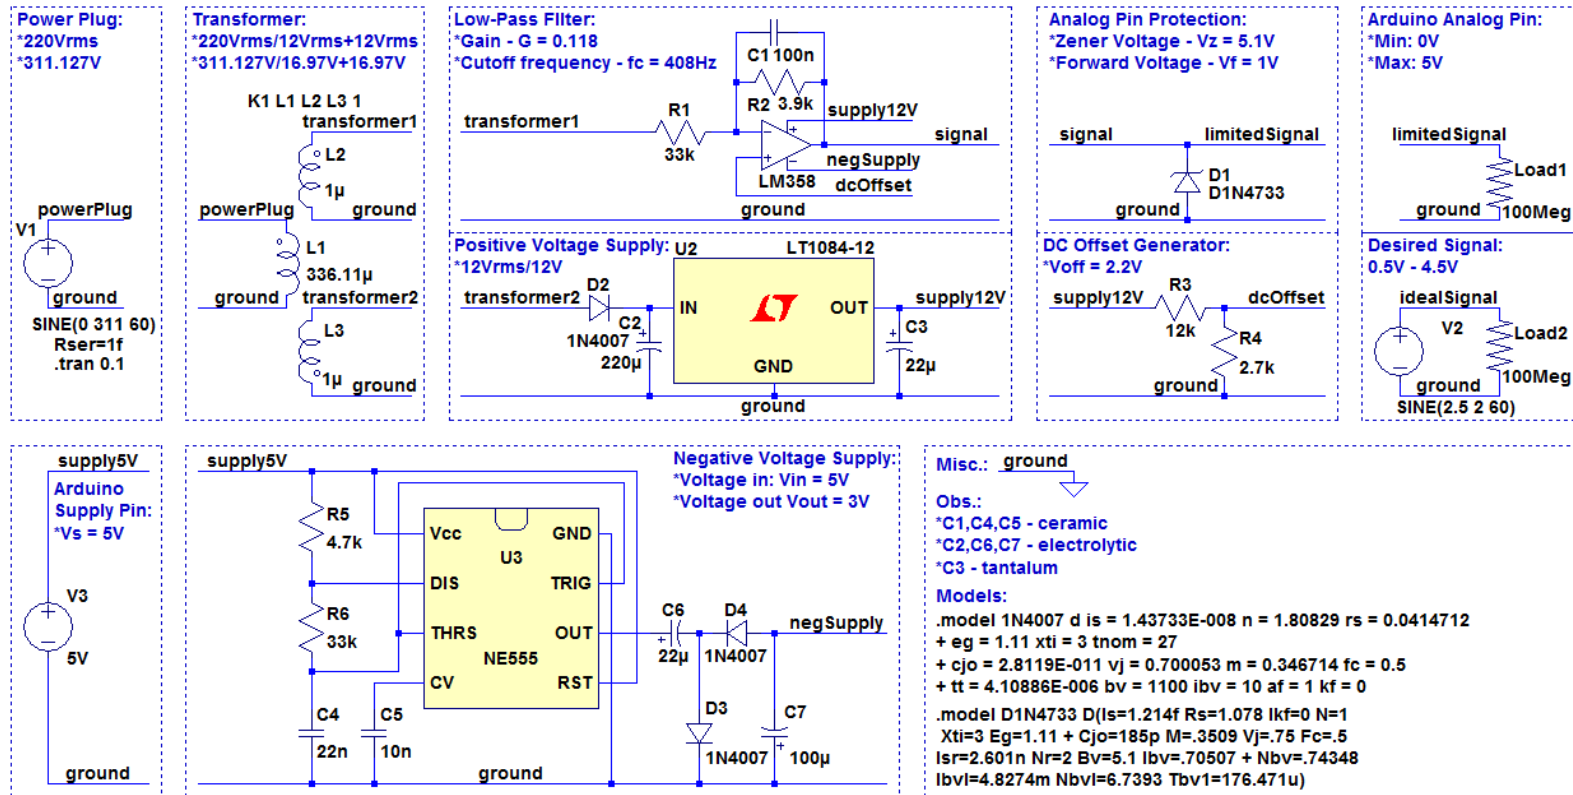 Power Plug:
*220Vrms
*311.127V
powerPlug
V1
ground
SINE(0 311 60)
Rser=1f
.tran 0.1
Transformer:
*220Vrms/12Vrms+12Vrms
*311.127V/16.97V+16.97V
K1 L1 L2 L3 1
transformer1
L2
1µ
powerPlug
ground
L1
336.11µ
ground
transformer2
L3
1µ
ground
Low-Pass FIlter:
*Gain - G = 0.118
*Cutoff frequency - fc = 408Hz
C1
100n
R2
3.9k
transformer1
R1
33k
supply12V
signal
negSupply
LM358
dcOffset
ground
Positive Voltage Supply:
*12Vrms/12V
U2
LT1084-12
transformer2
D2
1N4007
C2
220µ
IN
OUT
GND
supply12V
C3
22µ
ground
Analog Pin Protection:
*Zener Voltage - Vz = 5.1V
*Forward Voltage - Vf = 1V
signal
limitedSignal
D1
D1N4733
ground
DC Offset Generator:
*Voff = 2.2V
supply12V
R3
12k
dcOffset
R4
2.7k
ground
Arduino Analog Pin:
*Min: 0V
*Max: 5V
limitedSignal
Load1
ground
100Meg
Desired Signal:
0.5V - 4.5V
idealSignal
V2
Load2
ground
100Meg
SINE(2.5 2 60)
supply5V
Arduino
Supply Pin:
*Vs = 5V
V3
5V
ground
supply5V
Negative Voltage Supply:
*Voltage in: Vin = 5V
*Voltage out Vout = 3V
R5
4.7k
R6
33k
Vcc
GND
U3
DIS
TRIG
THRS
OUT
NE555
CV
RST
C4
22n
C5
10n
C6
22µ
D4
1N4007
negSupply
D3
1N4007
C7
100µ
ground
Misc.:
ground
Obs.:
*C1,C4,C5 - ceramic
*C2,C6,C7 - electrolytic
*C3 - tantalum
Models:
.model 1N4007 d is = 1.43733E-008 n = 1.80829 rs = 0.0414712
+ eg = 1.11 xti = 3 tnom = 27
+ cjo = 2.8119E-011 vj = 0.700053 m = 0.346714 fc = 0.5
+ tt = 4.10886E-006 bv = 1100 ibv = 10 af = 1 kf = 0
.model D1N4733 D(Is=1.214f Rs=1.078 Ikf=0 N=1
Xti=3 Eg=1.11 + Cjo=185p M=.3509 Vj=.75 Fc=.5
Isr=2.601n Nr=2 Bv=5.1 Ibv=.70507 + Nbv=.74348
Ibvl=4.8274m Nbvl=6.7393 Tbv1=176.471u)